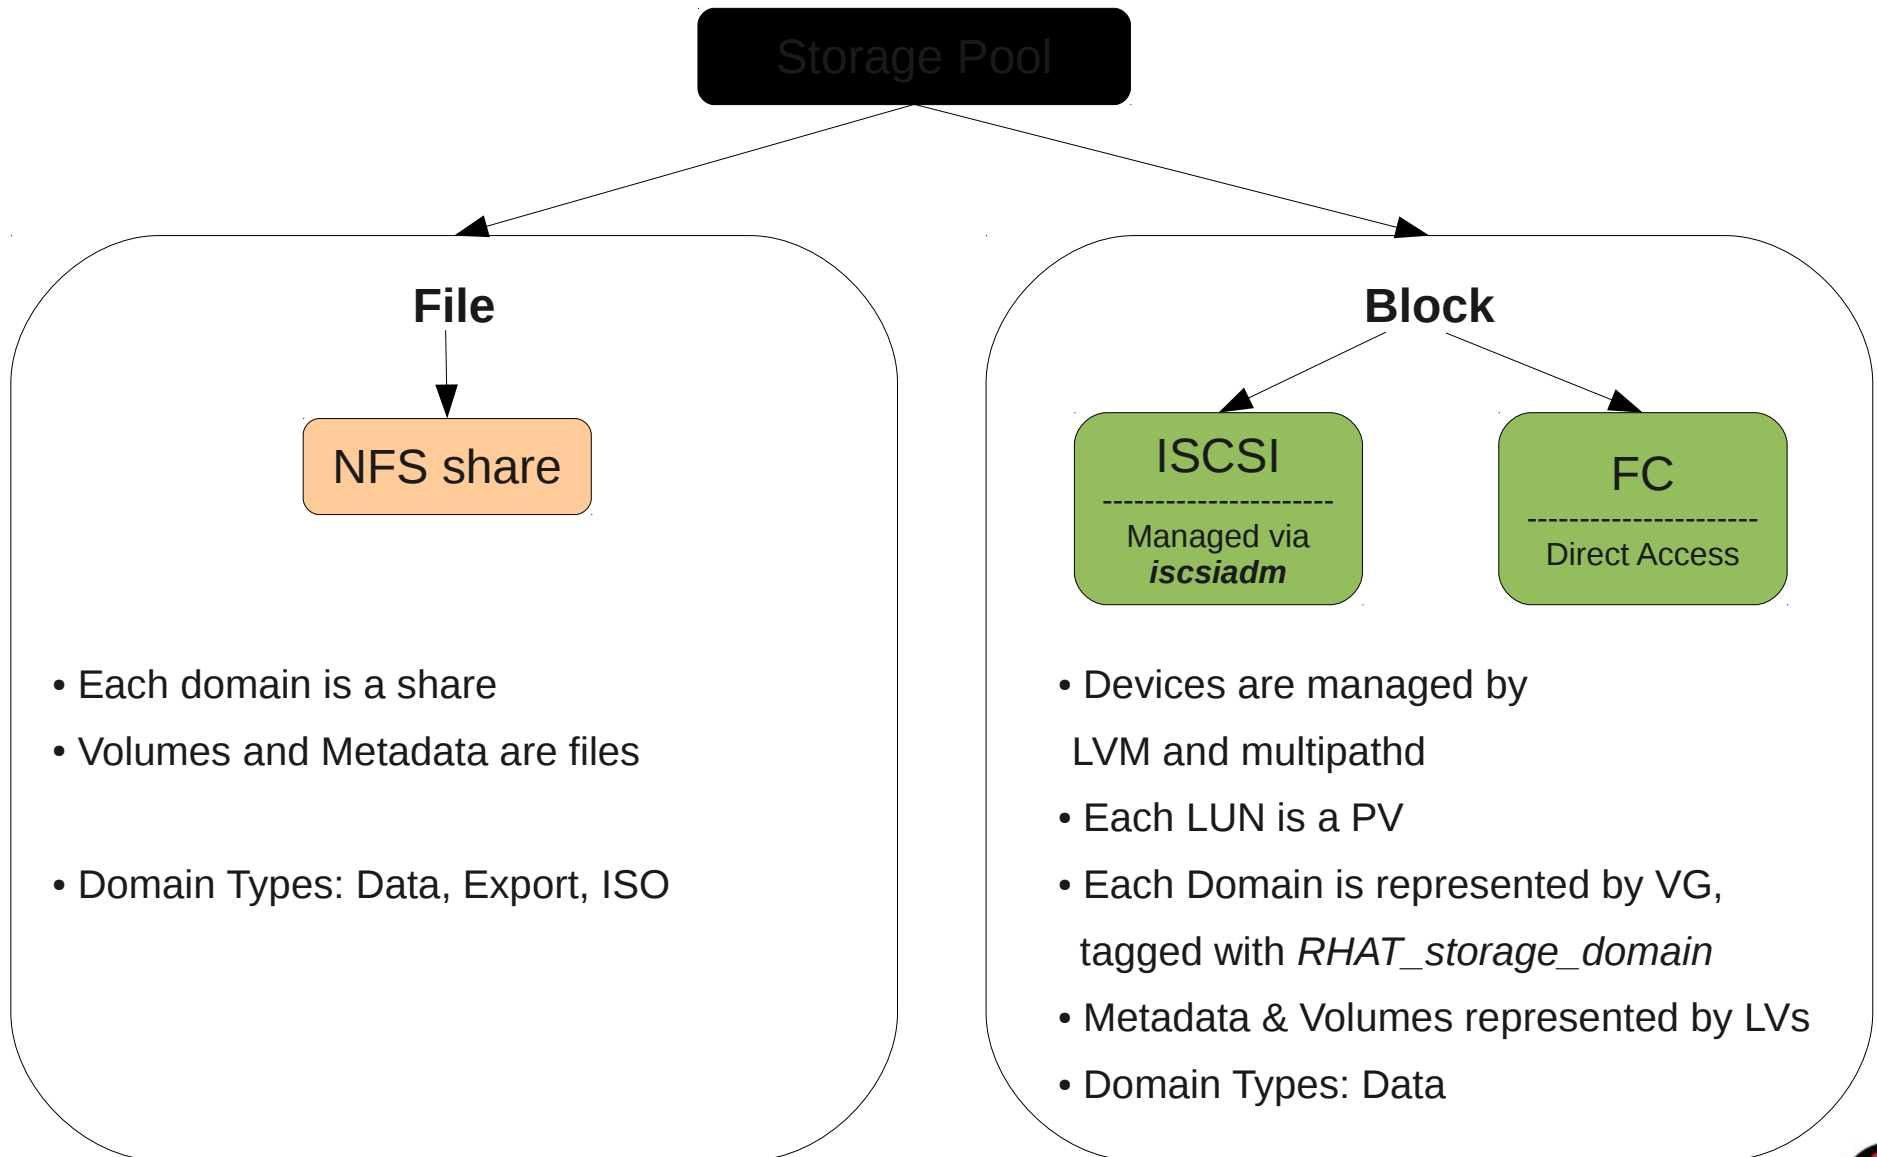 Storage Pool
File
NFS share
• Each domain is a share
• Volumes and Metadata are files
• Domain Types: Data, Export, ISO
Block
ISCSI
----------------------
Managed via
iscsiadm
FC
----------------------
Direct Access
• Devices are managed by
LVM and multipathd
• Each LUN is a PV
• Each Domain is represented by VG,
tagged with RHAT_storage_domain
• Metadata & Volumes represented by LVs
• Domain Types: Data